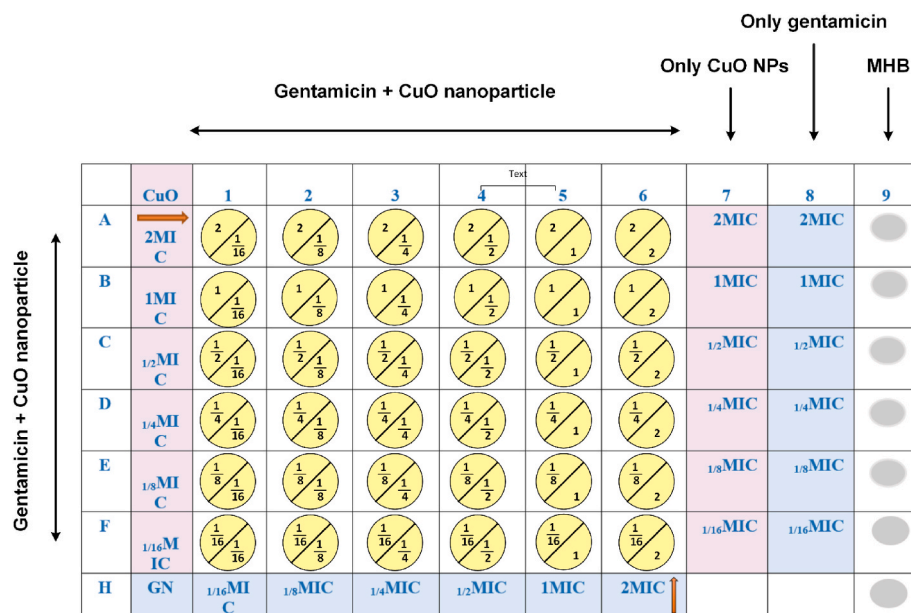 Only gentamicin
Only CuO NPs
MHB
Gentamicin + CuO nanoparticle
Gentamicin + CuO nanoparticle
Text
CuO 1 2 3 4 5 6 7 8 9
A 2MI C 2 1/16 2 1/8 2 1/4 2 1/2 2 1 2 2 2MIC 2MIC
B 1MI C 1 1/16 1 1/8 1 1/4 1 1/2 1 1 1 2 1MIC 1MIC
C 1/2MI C 1/2 1/16 1/2 1/8 1/2 1/4 1/2 1/2 1/2 1 1/2 2 1/2MIC 1/2MIC
D 1/4MI C 1/4 1/16 1/4 1/8 1/4 1/4 1/4 1/2 1/4 1 1/4 2 1/4MIC 1/4MIC
E 1/8MI C 1/8 1/16 1/8 1/8 1/8 1/4 1/8 1/2 1/8 1 1/8 2 1/8MIC 1/8MIC
F 1/16M IC 1/16 1/16 1/16 1/8 1/16 1/4 1/16 1/2 1/16 1 1/16 2 1/16MIC 1/16MIC
H GN 1/16MI C 1/8MIC 1/4MIC 1/2MIC 1MIC 2MIC